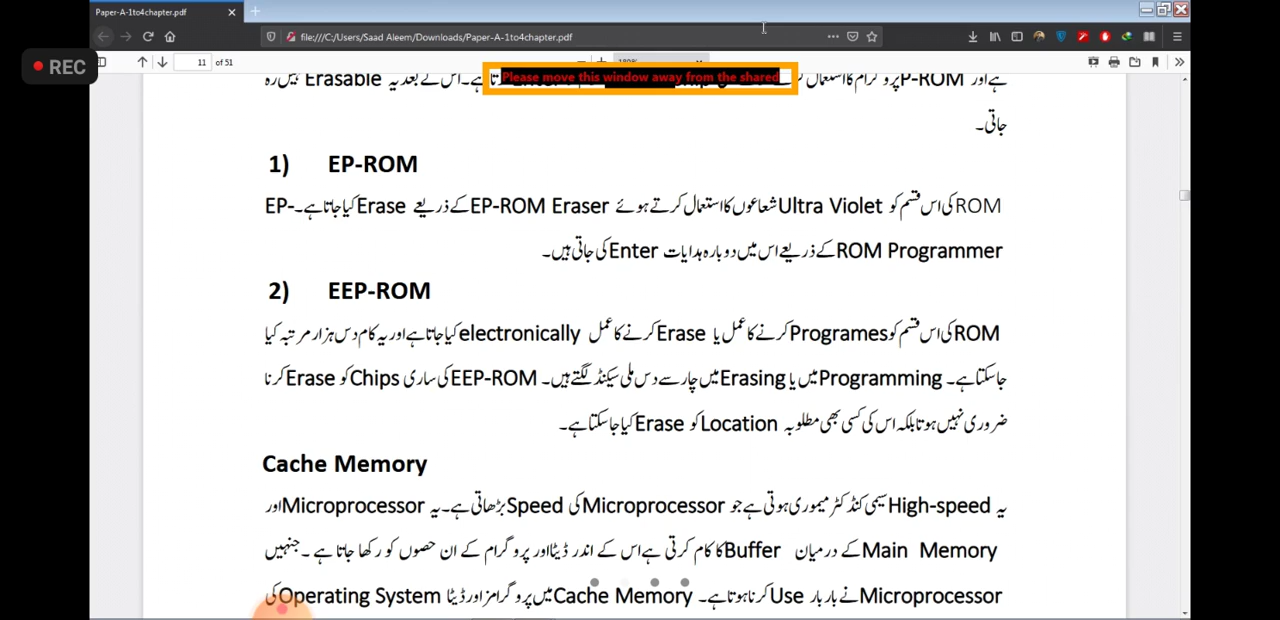 Paper-A-1to4chapter.pdf
file:///C:/Users/Saad Aleem/Downloads/Paper-A-1to4chapter.pdf
REC
11 of 51
Please move this window away from the shared
ہے اور P-ROM پروگرام کا استعمال ہے۔ اس کے بعد یہ Erasable نہیں رہ
جاتی۔
1) EP-ROM
ROM کی اس قسم کو Ultra Violet شعاعوں کا استعمال کرتے ہوئے EP-ROM Eraser کے ذریعے Erase کیا جاتا ہے۔ EP-
ROM Programmer کے ذریعے اس میں دوبارہ ہدایات Enter کی جاتی ہیں۔
2) EEP-ROM
ROM کی اس قسم کو Programes کرنے کا عمل یا Erase کرنے کا عمل electronically کیا جاتا ہے اور یہ کام دس ہزار مرتبہ کیا
جا سکتا ہے۔ Programming میں یا Erasing میں چار سے دس ملی سیکنڈ لگتے ہیں۔ EEP-ROM کی ساری Chips کو Erase کرنا
ضروری نہیں ہوتا بلکہ اس کی کسی بھی مطلوبہ Location کو Erase کیا جا سکتا ہے۔
Cache Memory
یہ High-speed سیمی کنڈکٹر میموری ہوتی ہے جو Microprocessor کی Speed بڑھاتی ہے۔ یہ Microprocessor اور
Main Memory کے درمیان Buffer کا کام کرتی ہے اس کے اندر ڈیٹا اور پروگرام کے ان حصوں کو رکھا جاتا ہے ۔ جنہیں
Microprocessor نے بار بار Use کرنا ہوتا ہے۔ Cache Memory میں پروگرامز اور ڈیٹا Operating System کی